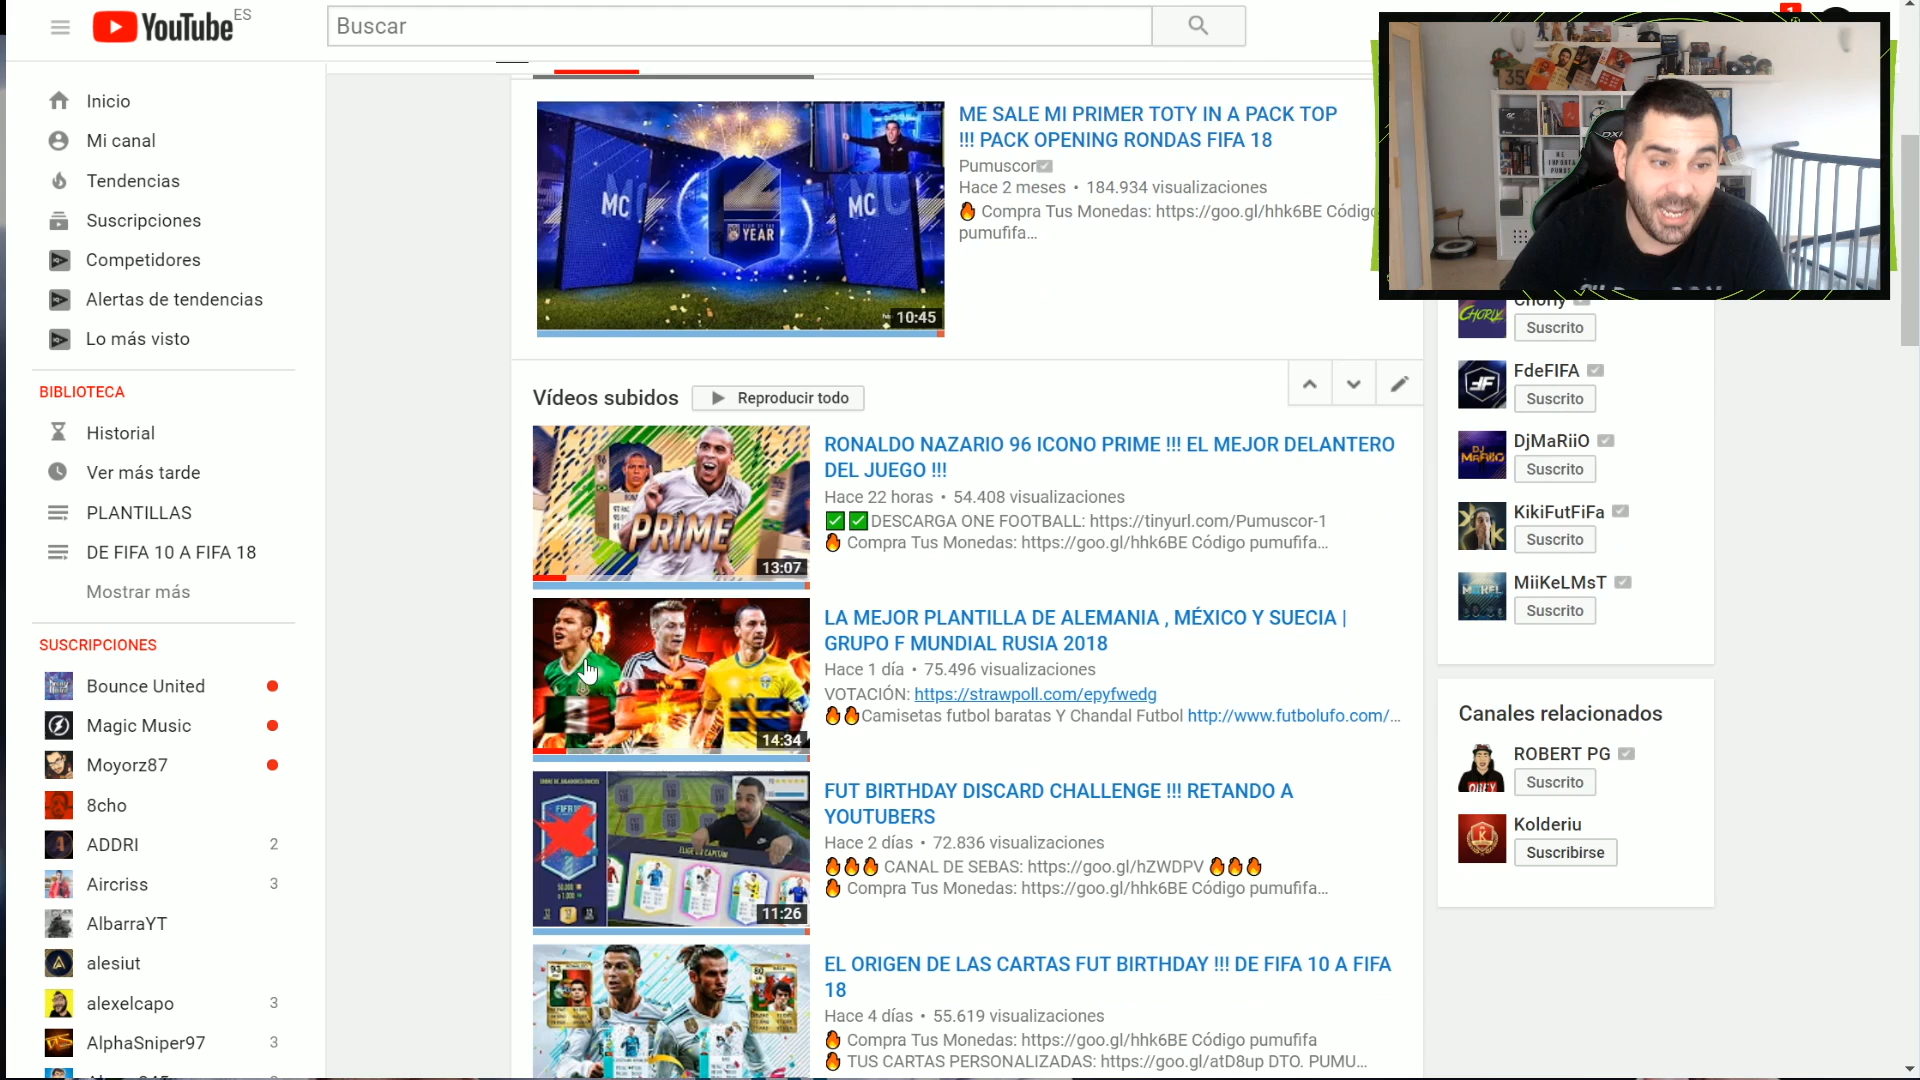 YouTube ES
Buscar
1
Inicio
Mi canal
Tendencias
Suscripciones
Competidores
Alertas de tendencias
Lo más visto
BIBLIOTECA
Historial
Ver más tarde
PLANTILLAS
DE FIFA 10 A FIFA 18
Mostrar más
SUSCRIPCIONES
Bounce United
Magic Music
Moyorz87
8cho
ADDRI 2
Aircriss 3
AlbarraYT
alesiut
alexelcapo 3
AlphaSniper97 3
MC
MC
YEAR
10:45
ME SALE MI PRIMER TOTY IN A PACK TOP
!!! PACK OPENING RONDAS FIFA 18
Pumuscor
Hace 2 meses • 184.934 visualizaciones
Compra Tus Monedas: https://goo.gl/hhk6BE Código
pumufifa...
Vídeos subidos
Reproducir todo
PRIME
13:07
RONALDO NAZARIO 96 ICONO PRIME !!! EL MEJOR DELANTERO
DEL JUEGO !!!
Hace 22 horas • 54.408 visualizaciones
DESCARGA ONE FOOTBALL: https://tinyurl.com/Pumuscor-1
Compra Tus Monedas: https://goo.gl/hhk6BE Código pumufifa...
14:34
LA MEJOR PLANTILLA DE ALEMANIA , MÉXICO Y SUECIA |
GRUPO F MUNDIAL RUSIA 2018
Hace 1 día • 75.496 visualizaciones
VOTACIÓN: https://strawpoll.com/epyfwedg
Camisetas futbol baratas Y Chandal Futbol http://www.futbolufo.com/...
11:26
FUT BIRTHDAY DISCARD CHALLENGE !!! RETANDO A
YOUTUBERS
Hace 2 días • 72.836 visualizaciones
CANAL DE SEBAS: https://goo.gl/hZWDPV
Compra Tus Monedas: https://goo.gl/hhk6BE Código pumufifa...
EL ORIGEN DE LAS CARTAS FUT BIRTHDAY !!! DE FIFA 10 A FIFA
18
Hace 4 días • 55.619 visualizaciones
Compra Tus Monedas: https://goo.gl/hhk6BE Código pumufifa
TUS CARTAS PERSONALIZADAS: https://goo.gl/atD8up DTO. PUMU...
Chorly
Suscrito
FdeFIFA
Suscrito
DjMaRiiO
Suscrito
KikiFutFiFa
Suscrito
MiiKeLMsT
Suscrito
Canales relacionados
ROBERT PG
Suscrito
Kolderiu
Suscribirse